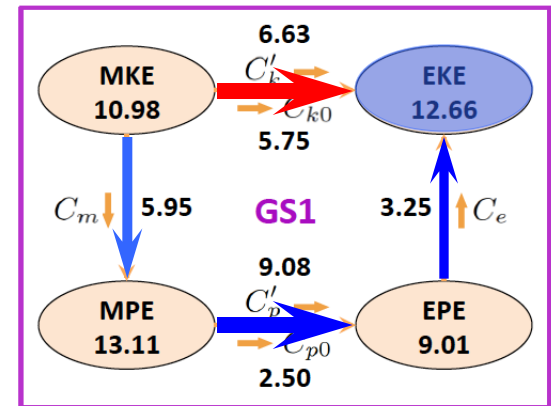 6.63
MKE
10.98
C′k
Ck0
EKE
12.66
5.75
Cm
5.95
GS1
3.25
Ce
9.08
MPE
13.11
C′p
Cp0
EPE
9.01
2.50